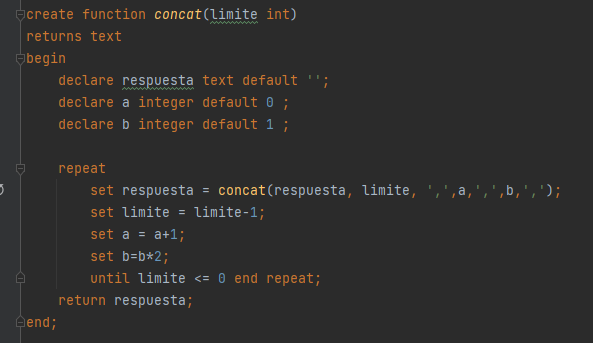 create function concat(limite int)
returns text
begin
declare respuesta text default '';
declare a integer default 0 ;
declare b integer default 1 ;
repeat
set respuesta = concat(respuesta, limite, ',',a,',',b,',');
set limite = limite-1;
set a = a+1;
set b=b*2;
until limite <= 0 end repeat;
return respuesta;
end;